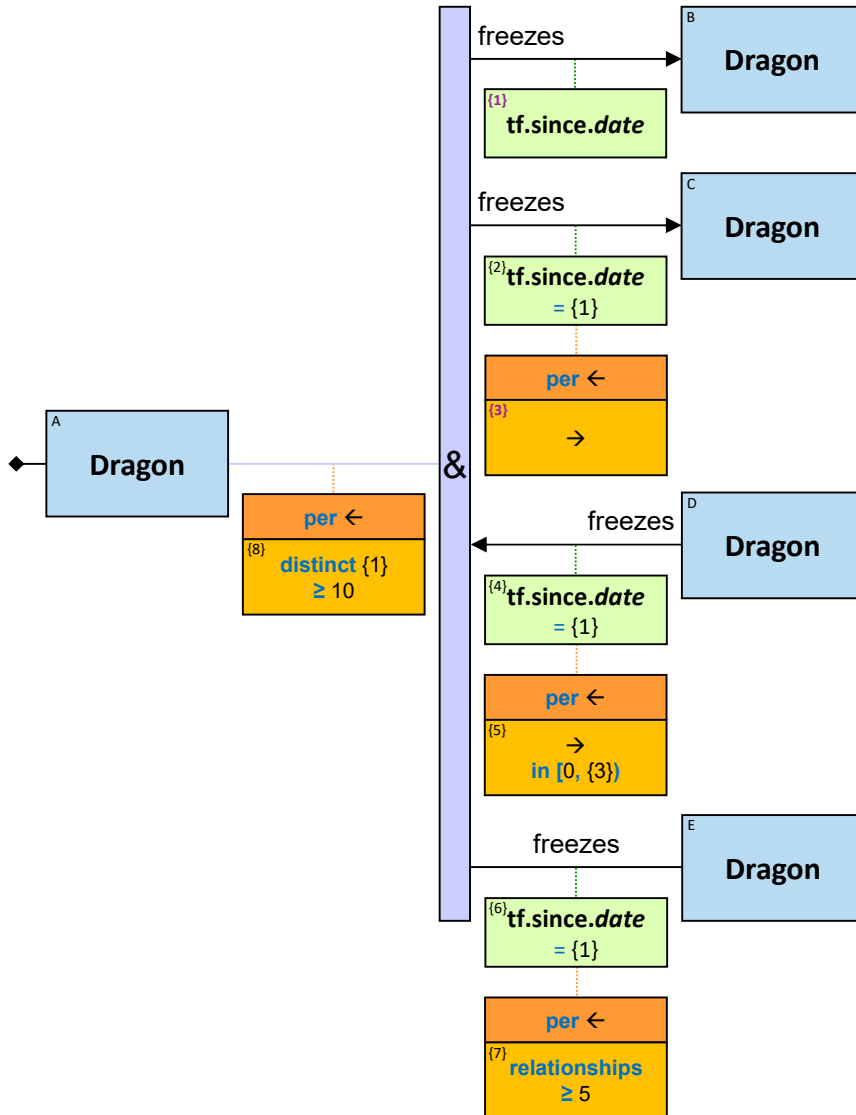 B
freezes
Dragon
{1}
tf.since.date
C
freezes
Dragon
{2}
tf.since.date
= {1}
per ←
{3}
→
A
Dragon
&
per ←
{8}
distinct {1}
≥ 10
D
freezes
Dragon
{4}
tf.since.date
= {1}
per ←
{5}
→
in [0, {3})
E
freezes
Dragon
{6}
tf.since.date
= {1}
per ←
{7}
relationships
≥ 5